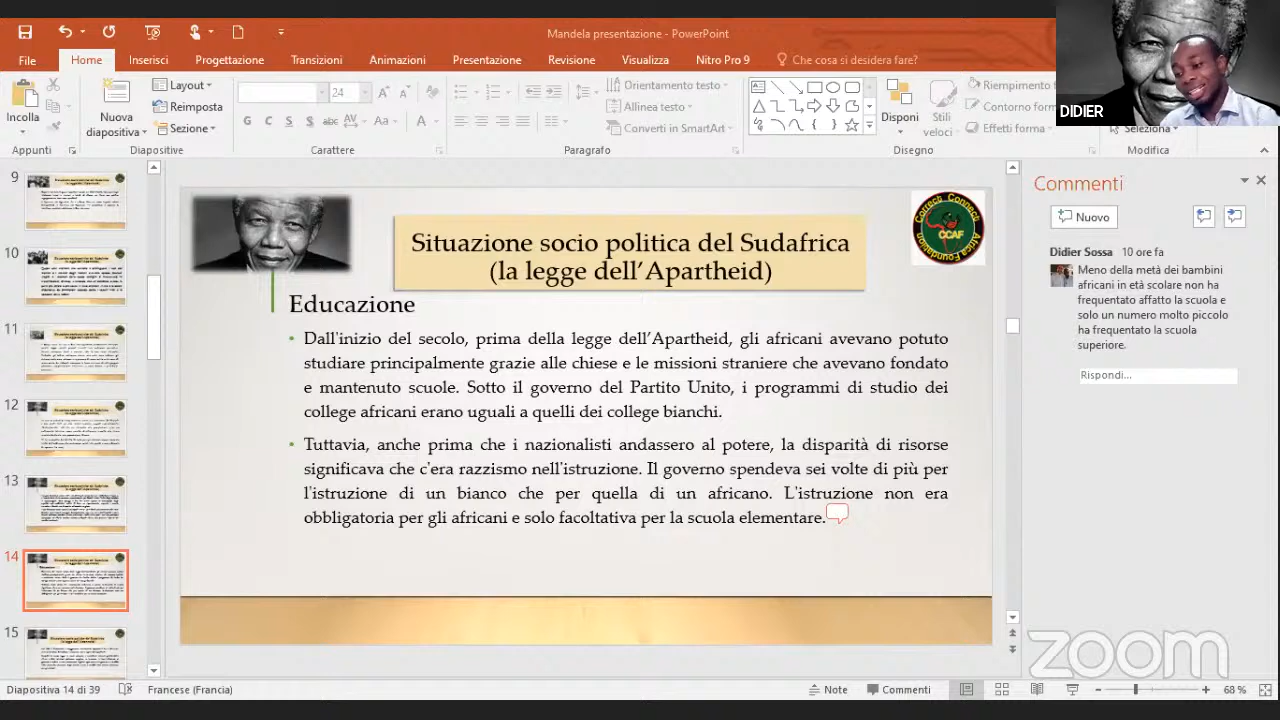 Mandela presentazione - PowerPoint
File
Home
Inserisci
Progettazione
Transizioni
Animazioni
Presentazione
Revisione
Visualizza
Nitro Pro 9
Che cosa si desidera fare?
DIDIER
Incolla
Appunti
Nuova
diapositiva
Layout
Reimposta
Sezione
Diapositive
24
G C S S abc AV Aa A
Carattere
Orientamento testo
Allinea testo
Converti in SmartArt
Paragrafo
Disponi
Stili
veloci
Riempimento
Contorno form
Effetti forma
Disegno
Seleziona
Modifica
9
10
11
12
13
14
15
Situazione socio politica del Sudafrica
(la legge dell'Apartheid)
Correct Connecti
CCAF
Africa Foundation
Educazione
• Dall'inizio del secolo, prima della legge dell'Apartheid, gli africani avevano potuto
studiare principalmente grazie alle chiese e le missioni straniere che avevano fondato
e mantenuto scuole. Sotto il governo del Partito Unito, i programmi di studio dei
college africani erano uguali a quelli dei college bianchi.
• Tuttavia, anche prima che i nazionalisti andassero al potere, la disparità di risorse
significava che c'era razzismo nell'istruzione. Il governo spendeva sei volte di più per
l'istruzione di un bianco che per quella di un africano. L'istruzione non era
obbligatoria per gli africani e solo facoltativa per la scuola elementare.
Commenti
Nuovo
Didier Sossa 10 ore fa
Meno della metà dei bambini
africani in età scolare non ha
frequentato affatto la scuola e
solo un numero molto piccolo
ha frequentato la scuola
superiore.
Rispondi...
zoom
Diapositiva 14 di 39
Francese (Francia)
Note
Commenti
68 %